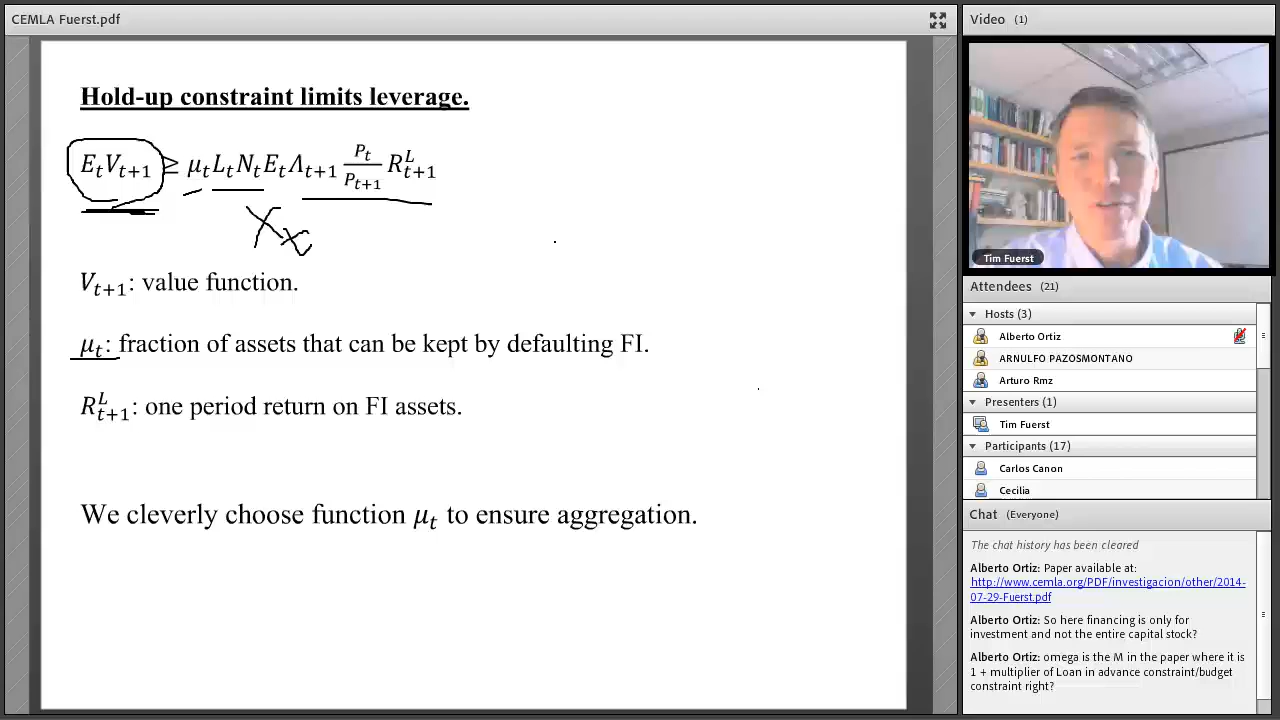 CEMLA Fuerst.pdf
Hold-up constraint limits leverage.
E_t V_{t+1} ≥ μ_t L_t N_t E_t Λ_{t+1} \frac{P_t}{P_{t+1}} R^L_{t+1}
V_{t+1}: value function.
μ_t: fraction of assets that can be kept by defaulting FI.
R^L_{t+1}: one period return on FI assets.
We cleverly choose function μ_t to ensure aggregation.
Video (1)
Tim Fuerst
Attendees (21)
Hosts (3)
Alberto Ortiz
ARNULFO PAZOSMONTANO
Arturo Rmz
Presenters (1)
Tim Fuerst
Participants (17)
Carlos Canon
Cecilia
Chat (Everyone)
The chat history has been cleared
Alberto Ortiz: Paper available at:
http://www.cemla.org/PDF/investigacion/other/2014-
07-29-Fuerst.pdf
Alberto Ortiz: So here financing is only for
investment and not the entire capital stock?
Alberto Ortiz: omega is the M in the paper where it is
1 + multiplier of Loan in advance constraint/budget
constraint right?